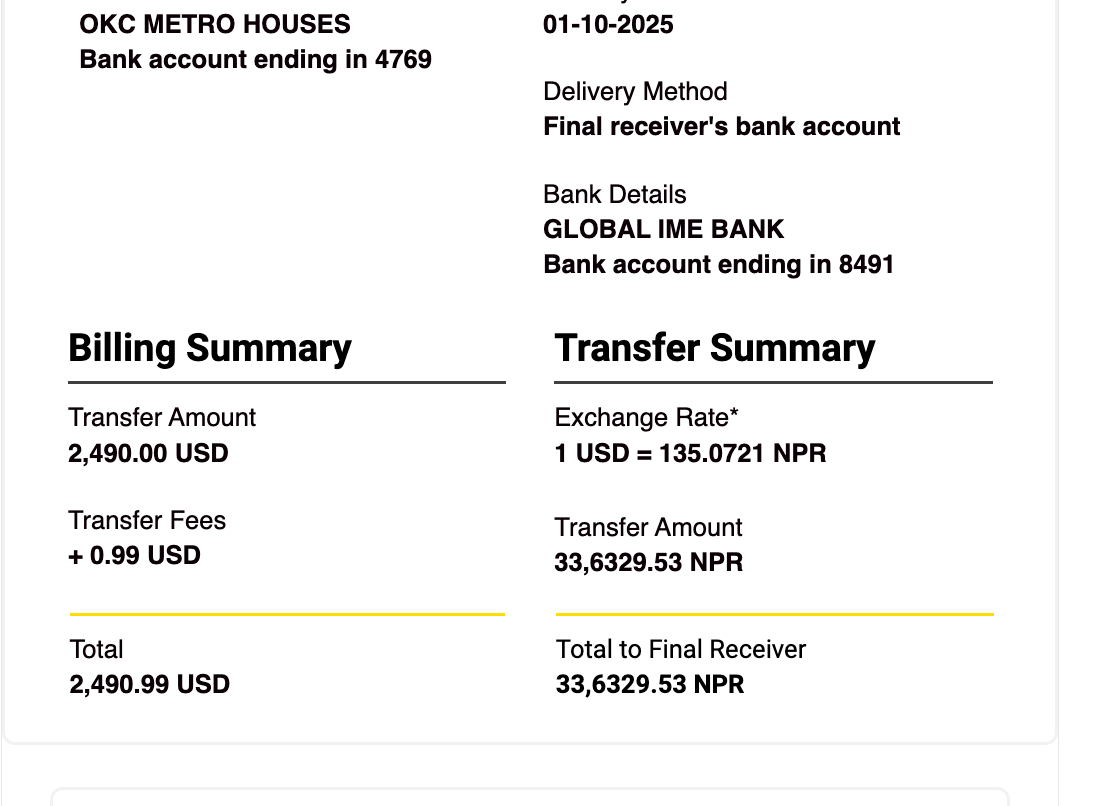 OKC METRO HOUSES
Bank account ending in 4769
01-10-2025
Delivery Method
Final receiver's bank account
Bank Details
GLOBAL IME BANK
Bank account ending in 8491
Billing Summary
Transfer Amount
2,490.00 USD
Transfer Fees
+ 0.99 USD
Total
2,490.99 USD
Transfer Summary
Exchange Rate*
1 USD = 135.0721 NPR
Transfer Amount
33,6329.53 NPR
Total to Final Receiver
33,6329.53 NPR